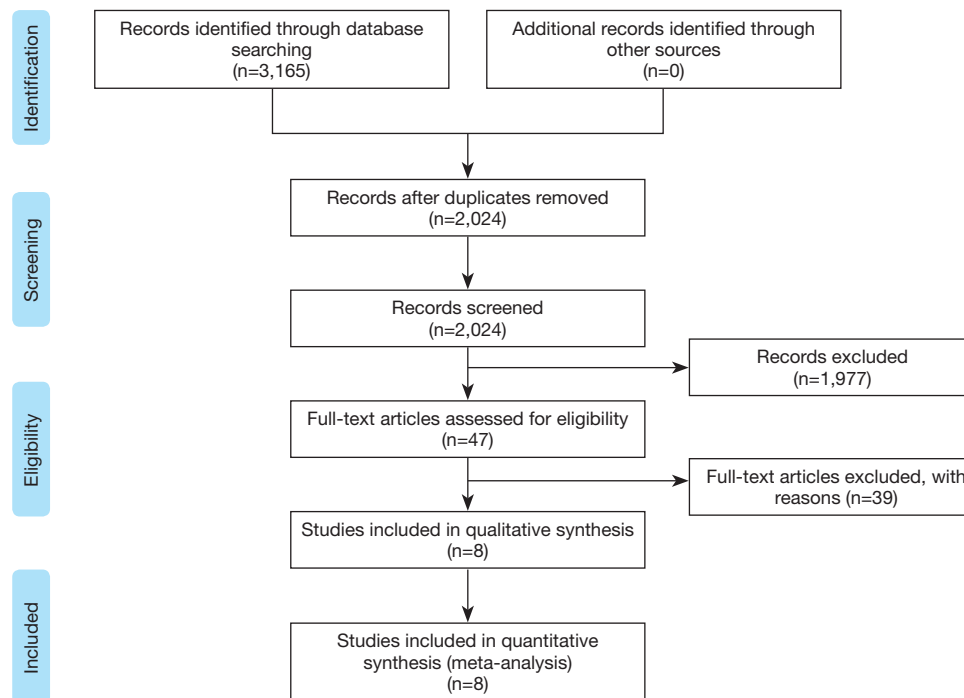 Identification
Records identified through database
searching
(n=3,165)
Additional records identified through
other sources
(n=0)
Screening
Records after duplicates removed
(n=2,024)
Records screened
(n=2,024)
Records excluded
(n=1,977)
Eligibility
Full-text articles assessed for eligibility
(n=47)
Full-text articles excluded, with
reasons (n=39)
Studies included in qualitative synthesis
(n=8)
Included
Studies included in quantitative
synthesis (meta-analysis)
(n=8)